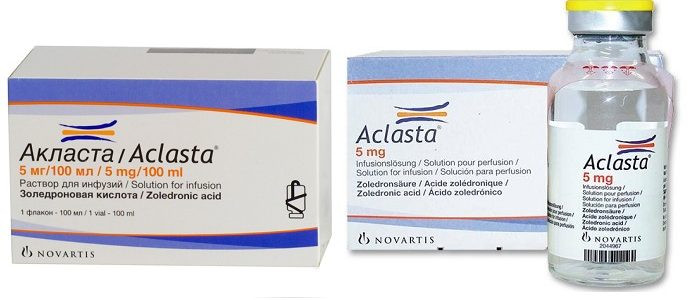 Акласта / Aclasta®
5 мг/100 мл / 5 mg/100 ml
Раствор для инфузий / Solution for infusion
Золедроновая кислота / Zoledronic acid
1 флакон - 100 мл / 1 vial - 100 ml
NOVARTIS
Aclasta®
5 mg
Infusionslösung / Solution pour perfusion /
Solution for infusion / Solución para perfusión
Zoledronsäure / Acide zolédronique /
Zoledronic acid / Ácido zoledrónico
NOVARTIS
Aclasta®
5 mg
Infusionslösung /
Solution pour perfusion /
Solution for infusion /
Solución para perfusión
Zoledronsäure /
Acide zolédronique /
Zoledronic acid /
Ácido zoledrónico
NOVARTIS
2044967